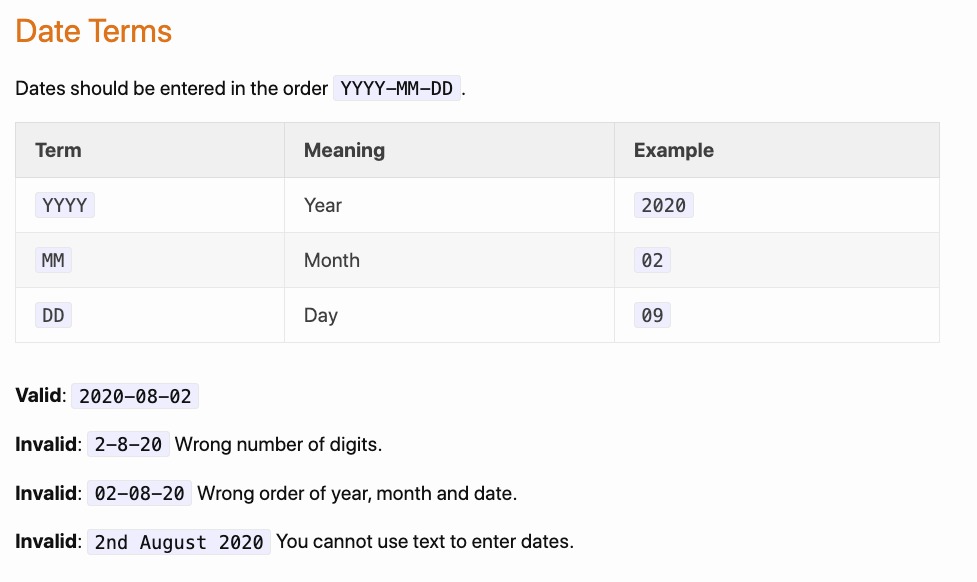 Date Terms
Dates should be entered in the order YYYY-MM-DD.
Term Meaning Example
YYYY Year 2020
MM Month 02
DD Day 09
Valid: 2020-08-02
Invalid: 2-8-20 Wrong number of digits.
Invalid: 02-08-20 Wrong order of year, month and date.
Invalid: 2nd August 2020 You cannot use text to enter dates.